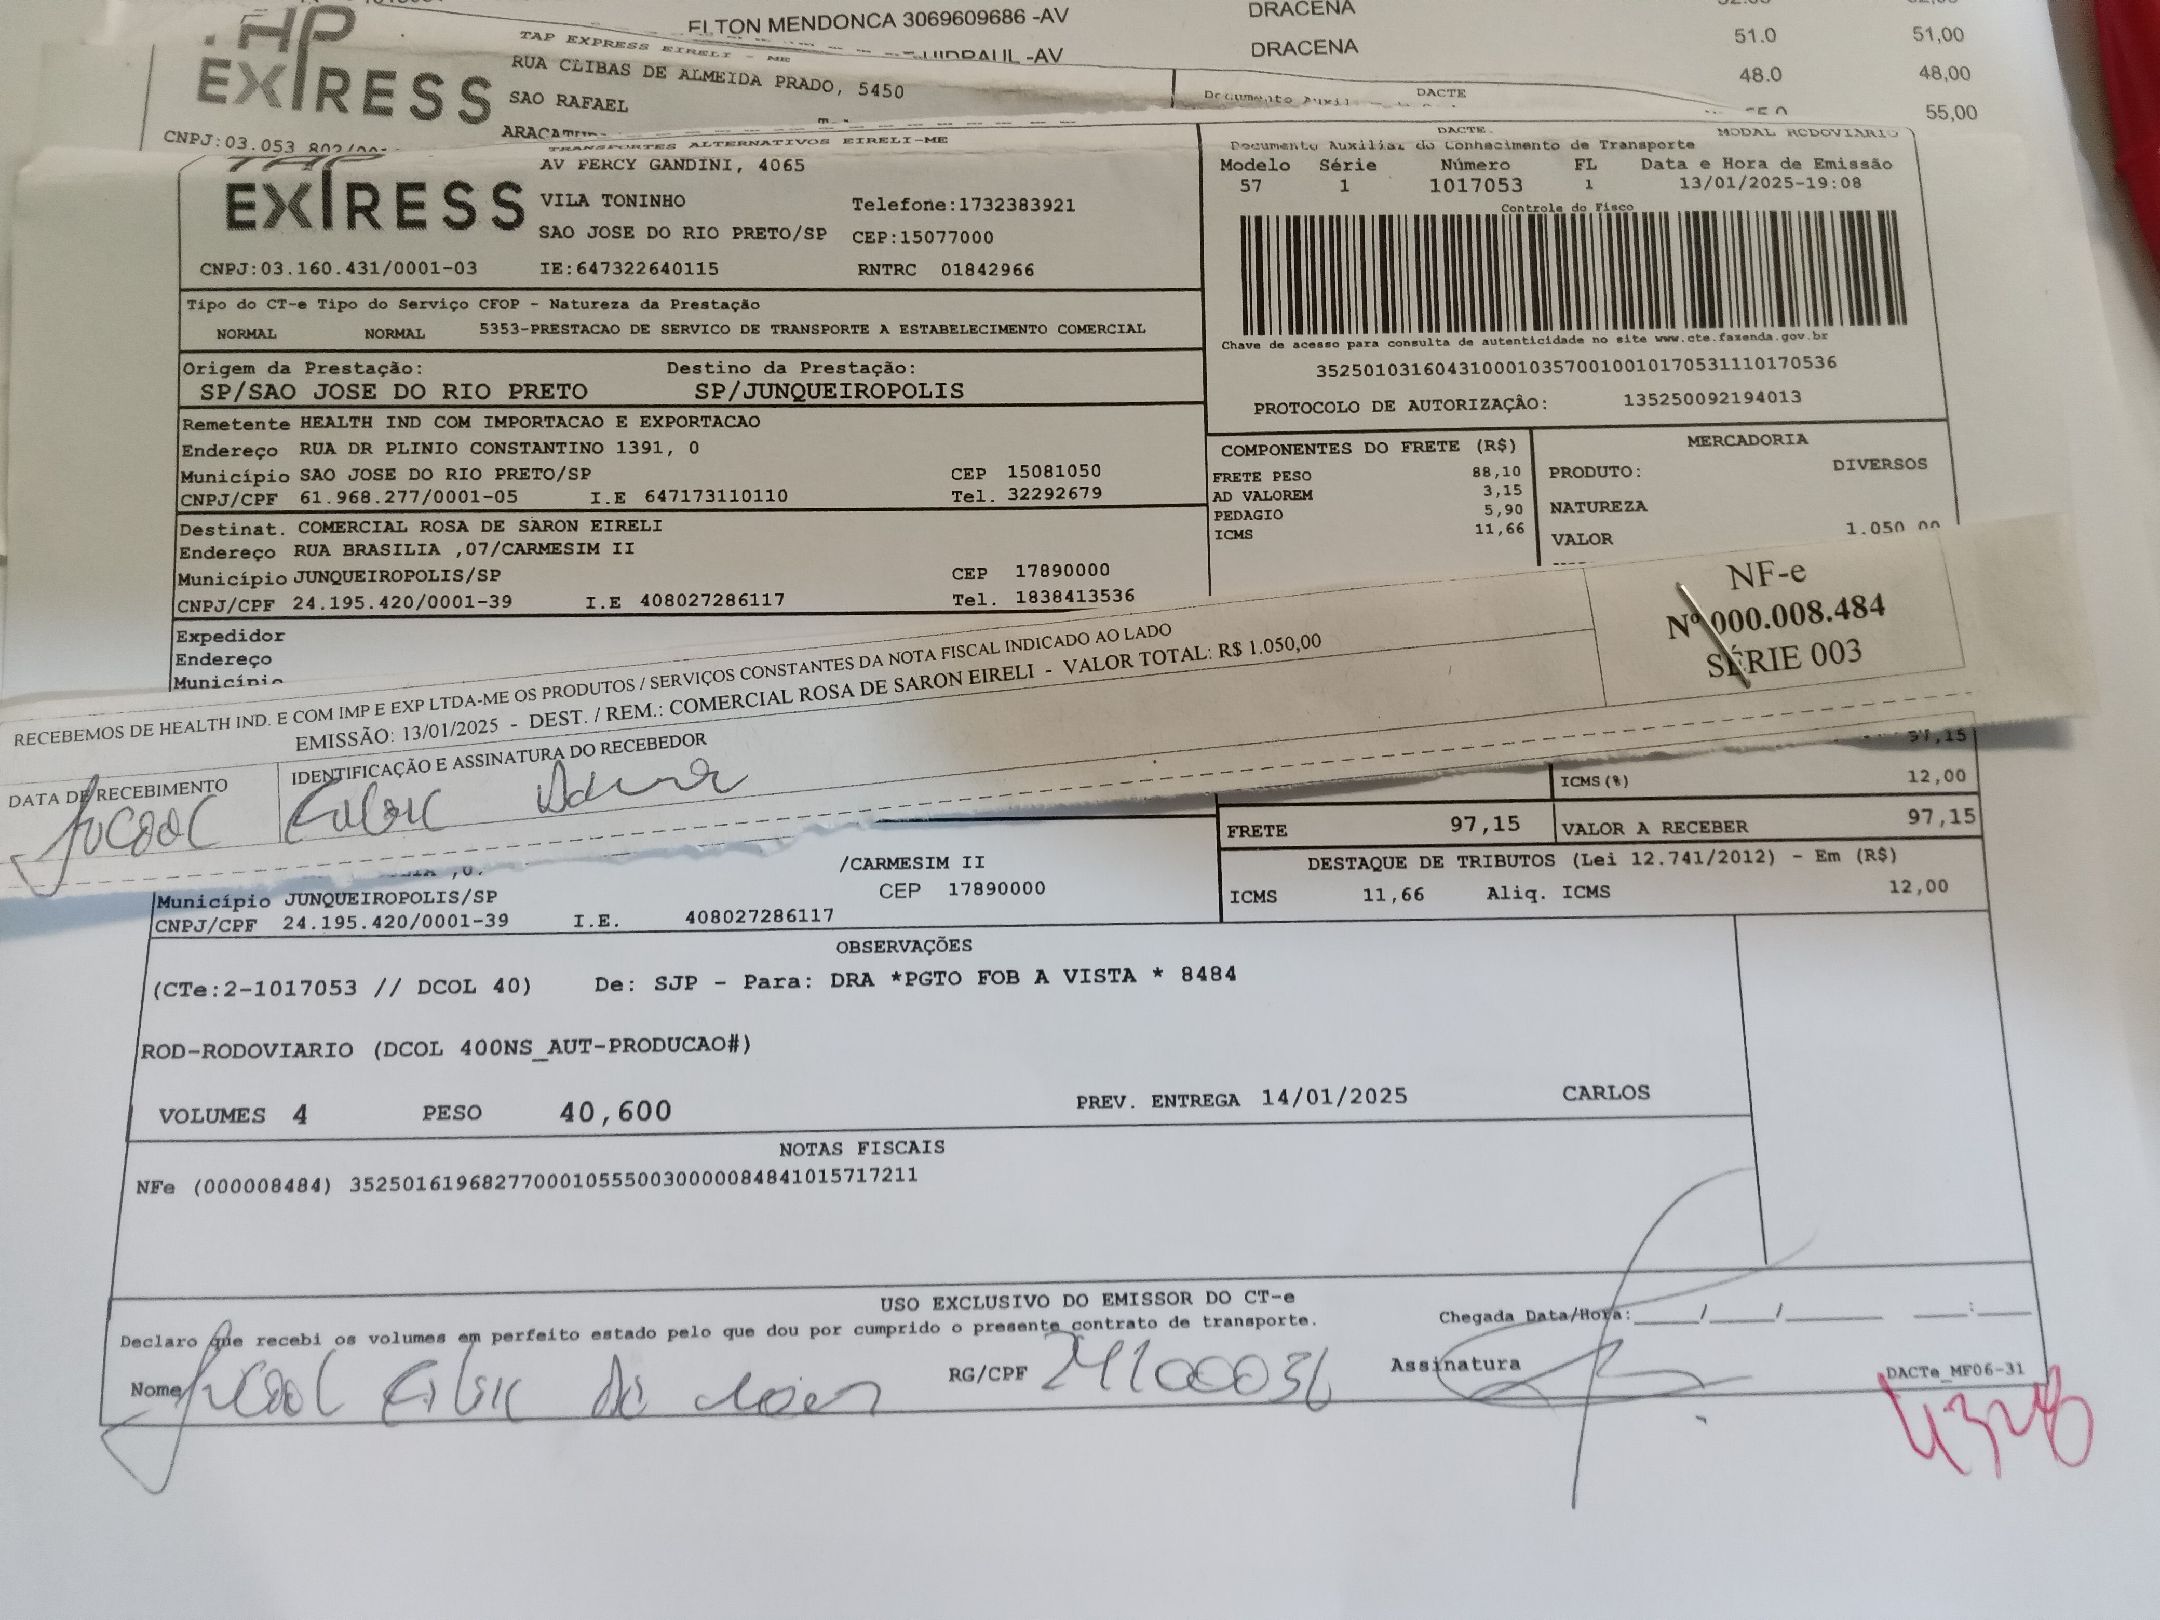 ELTON MENDONCA 3069609686 -AV DRACENA
DRACENA 51.0 51,00
48.0 48,00
55,00
EXPRESS
TAP EXPRESS EIRELI - ME
RUA CLIBAS DE ALMEIDA PRADO, 5450
SAO RAFAEL
DACTE
TRANSPORTES ALTERNATIVOS EIRELI-ME
EXPRESS
AV PERCY GANDINI, 4065
VILA TONINHO Telefone:1732383921
SAO JOSE DO RIO PRETO/SP CEP:15077000
CNPJ:03.160.431/0001-03 IE:647322640115 RNTRC 01842966
DACTE. MODAL RODOVIARIO
Documento Auxiliar do Conhecimento de Transporte
Modelo Série Número FL Data e Hora de Emissão
57 1 1017053 1 13/01/2025-19:08
Controle do Fisco
Chave de acesso para consulta de autenticidade no site www.cte.fazenda.gov.br
35250103160431000103570010010170531110170536
PROTOCOLO DE AUTORIZAÇÃO: 135250092194013
Tipo do CT-e Tipo do Serviço CFOP - Natureza da Prestação
NORMAL NORMAL 5353-PRESTACAO DE SERVICO DE TRANSPORTE A ESTABELECIMENTO COMERCIAL
Origem da Prestação: Destino da Prestação:
SP/SAO JOSE DO RIO PRETO SP/JUNQUEIROPOLIS
Remetente HEALTH IND COM IMPORTACAO E EXPORTACAO
Endereço RUA DR PLINIO CONSTANTINO 1391, 0
Município SAO JOSE DO RIO PRETO/SP CEP 15081050
CNPJ/CPF 61.968.277/0001-05 I.E 647173110110 Tel. 32292679
Destinat. COMERCIAL ROSA DE SARON EIRELI
Endereço RUA BRASILIA ,07/CARMESIM II
Município JUNQUEIROPOLIS/SP CEP 17890000
CNPJ/CPF 24.195.420/0001-39 I.E 408027286117 Tel. 1838413536
Expedidor
Endereço
Município
COMPONENTES DO FRETE (R$)
FRETE PESO 88,10
AD VALOREM 3,15
PEDAGIO 5,90
ICMS 11,66
MERCADORIA
PRODUTO: DIVERSOS
NATUREZA
VALOR 1.050,00
RECEBEMOS DE HEALTH IND. E COM IMP E EXP LTDA-ME OS PRODUTOS / SERVIÇOS CONSTANTES DA NOTA FISCAL INDICADO AO LADO
EMISSÃO: 13/01/2025 - DEST. / REM.: COMERCIAL ROSA DE SARON EIRELI - VALOR TOTAL: R$ 1.050,00
DATA DE RECEBIMENTO IDENTIFICAÇÃO E ASSINATURA DO RECEBEDOR
NF-e
Nº 000.008.484
SÉRIE 003
97,15
ICMS(%) 12,00
FRETE 97,15 VALOR A RECEBER 97,15
DESTAQUE DE TRIBUTOS (Lei 12.741/2012) - Em (R$)
ICMS 11,66 Aliq. ICMS 12,00
/CARMESIM II
Município JUNQUEIROPOLIS/SP CEP 17890000
CNPJ/CPF 24.195.420/0001-39 I.E. 408027286117
OBSERVAÇÕES
(CTe:2-1017053 // DCOL 40) De: SJP - Para: DRA *PGTO FOB A VISTA * 8484
ROD-RODOVIARIO (DCOL 400NS_AUT-PRODUCAO#)
VOLUMES 4 PESO 40,600 PREV. ENTREGA 14/01/2025 CARLOS
NOTAS FISCAIS
NFe (000008484) 35250161968277000105550030000084841015717211
USO EXCLUSIVO DO EMISSOR DO CT-e
Declaro que recebi os volumes em perfeito estado pelo que dou por cumprido o presente contrato de transporte.
Chegada Data/Hora:____/____/______ ____:____
Nome RG/CPF Assinatura
DACTe_MF06-31